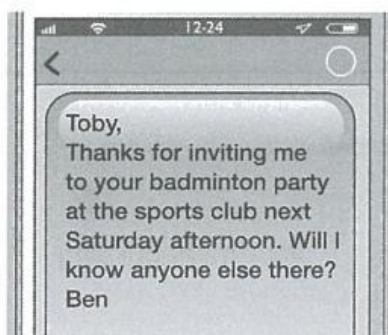 12-24
Toby,
Thanks for inviting me
to your badminton party
at the sports club next
Saturday afternoon. Will I
know anyone else there?
Ben